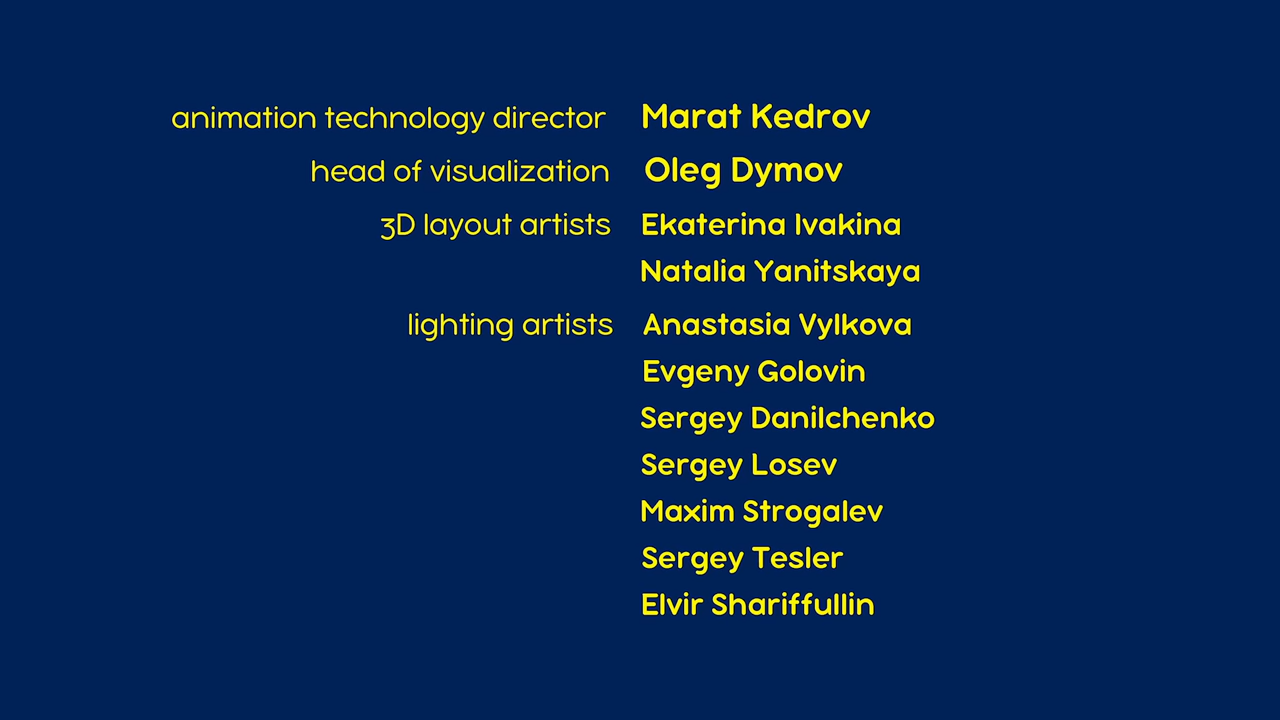 animation technology director Marat Kedrov
head of visualization Oleg Dymov
3D layout artists Ekaterina Ivakina
Natalia Yanitskaya
lighting artists Anastasia Vylkova
Evgeny Golovin
Sergey Danilchenko
Sergey Losev
Maxim Strogalev
Sergey Tesler
Elvir Shariffullin